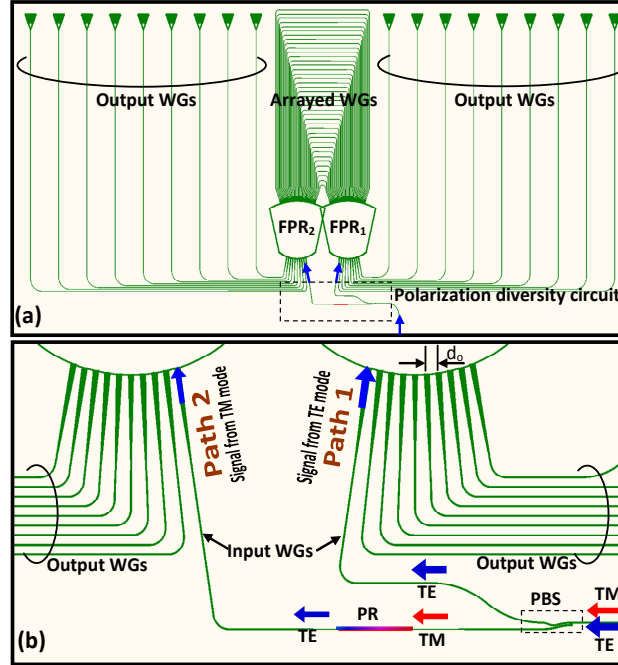 Output WGs
Arrayed WGs
Output WGs
FPR₂
FPR₁
Polarization diversity circuit
(a)
dₒ
Path 2
Signal from TM mode
Signal from TE mode
Path 1
Output WGs
Input WGs
Output WGs
TE
PBS
TM
TE
PR
TE
TM
(b)